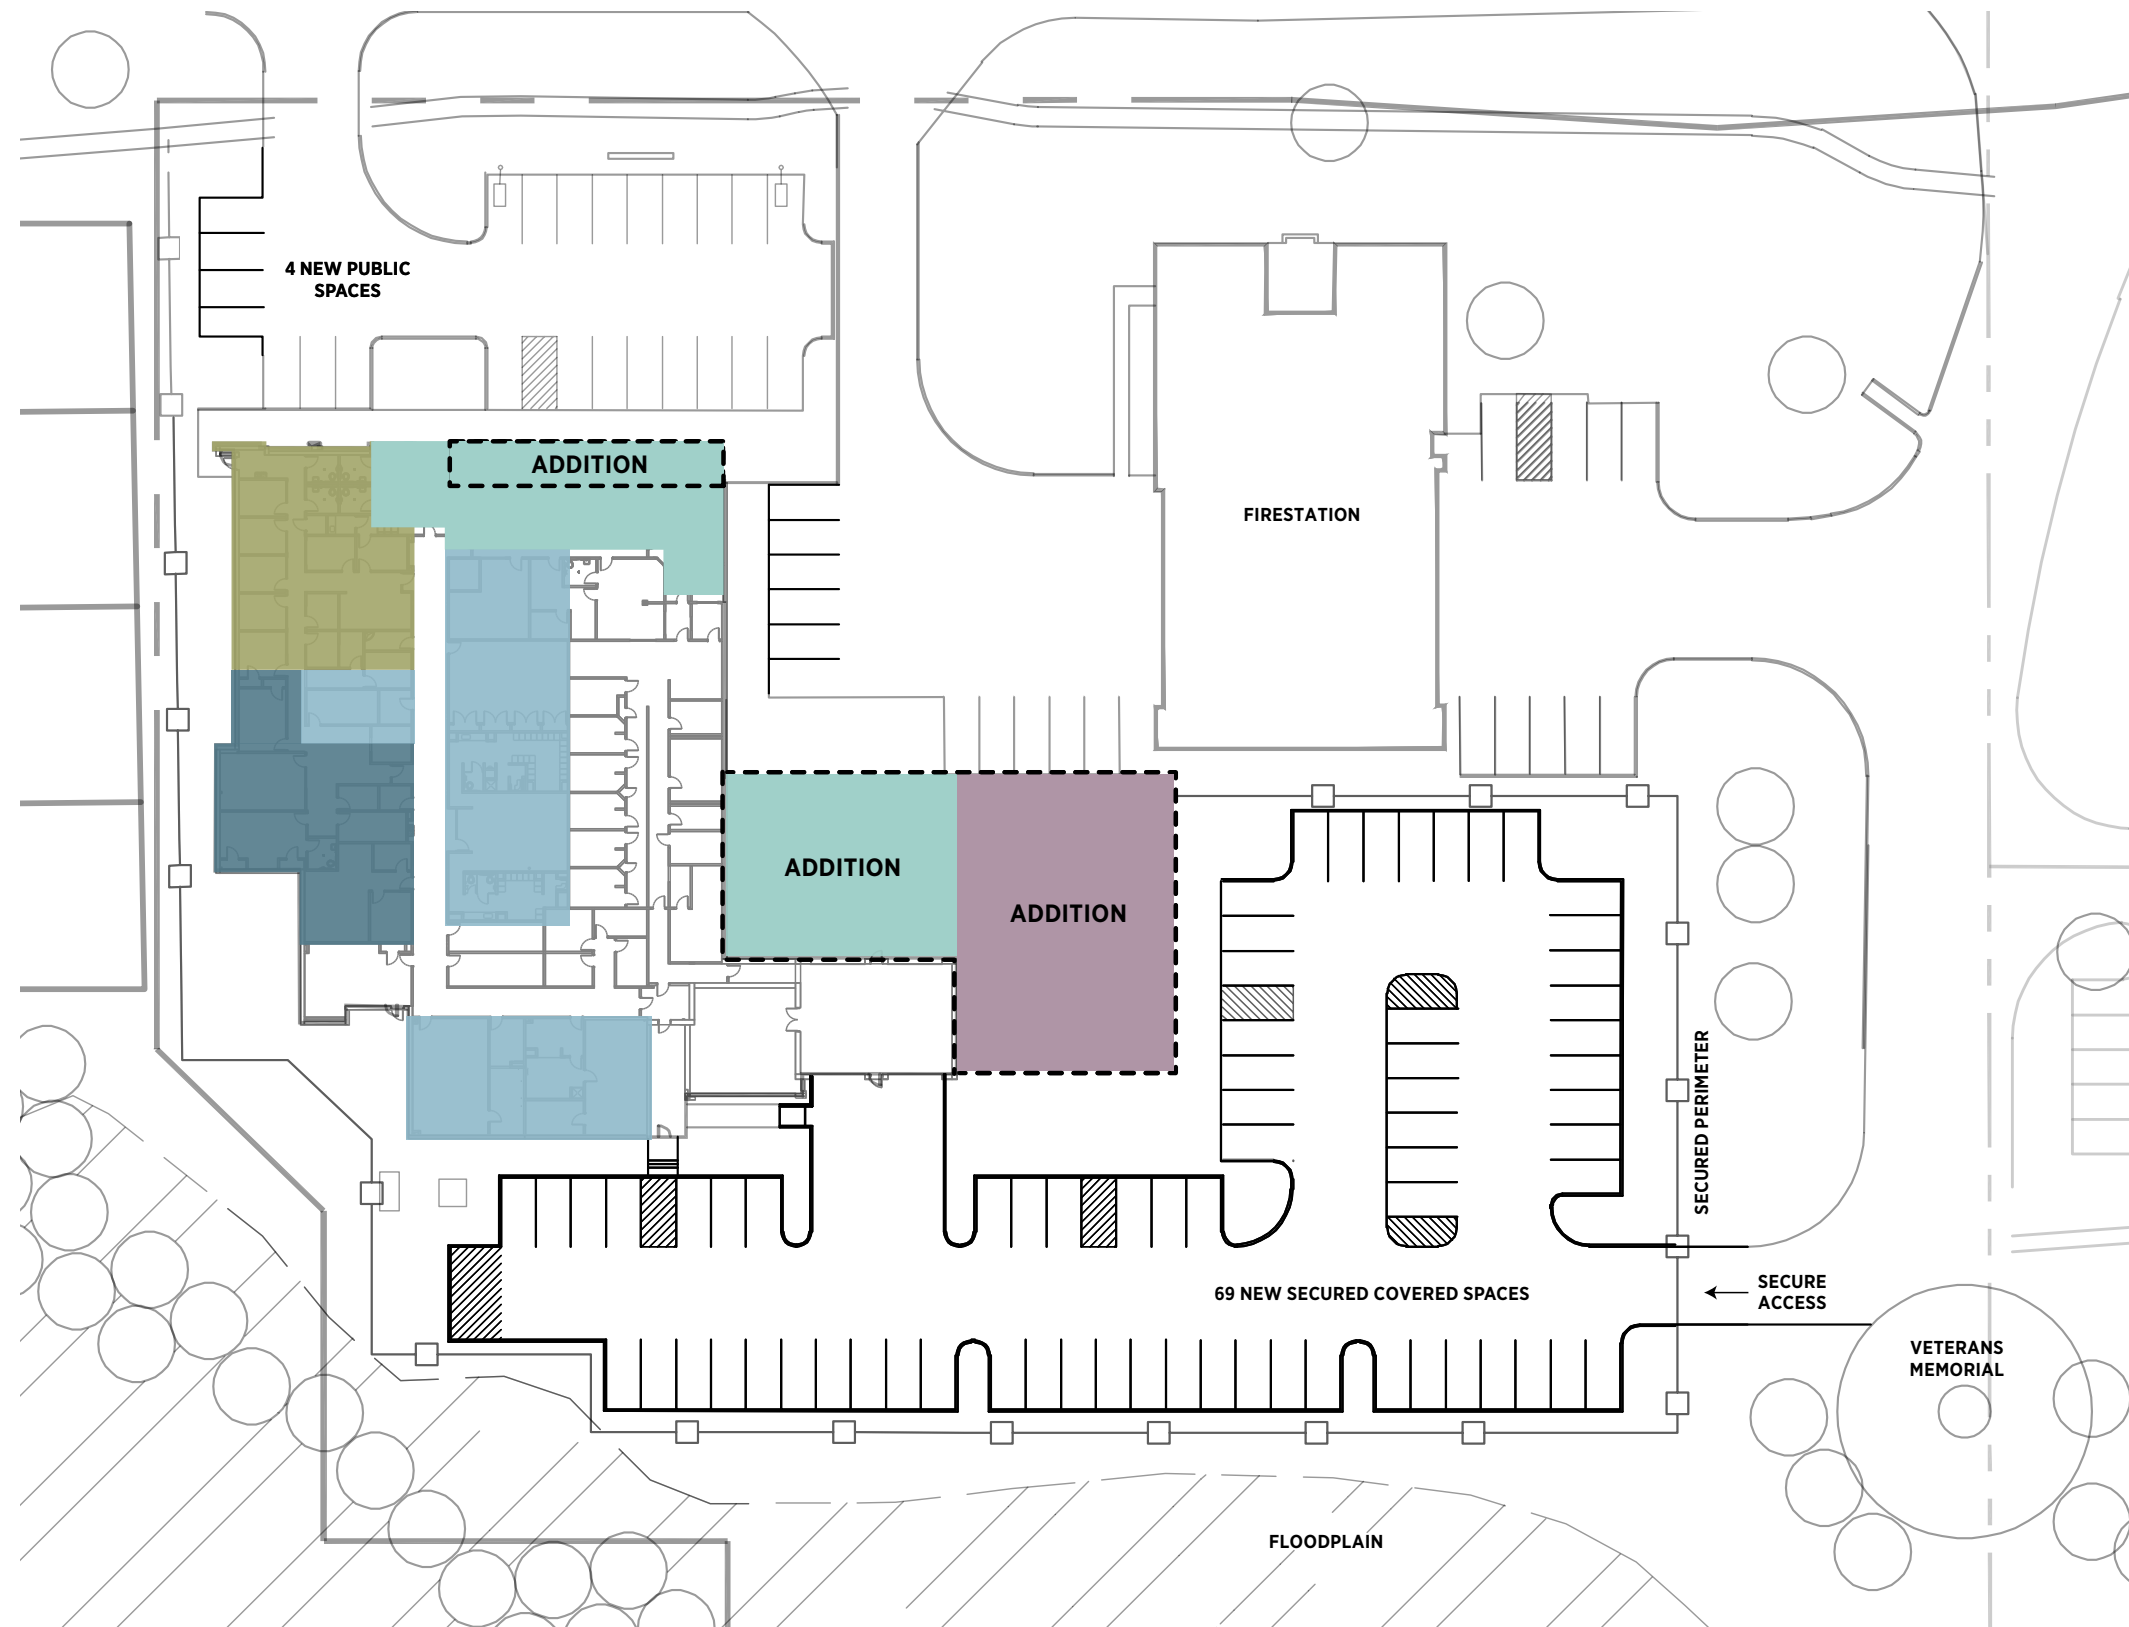 4 NEW PUBLIC
SPACES
ADDITION
FIRESTATION
ADDITION
ADDITION
SECURED PERIMETER
69 NEW SECURED COVERED SPACES
SECURE
ACCESS
VETERANS
MEMORIAL
FLOODPLAIN